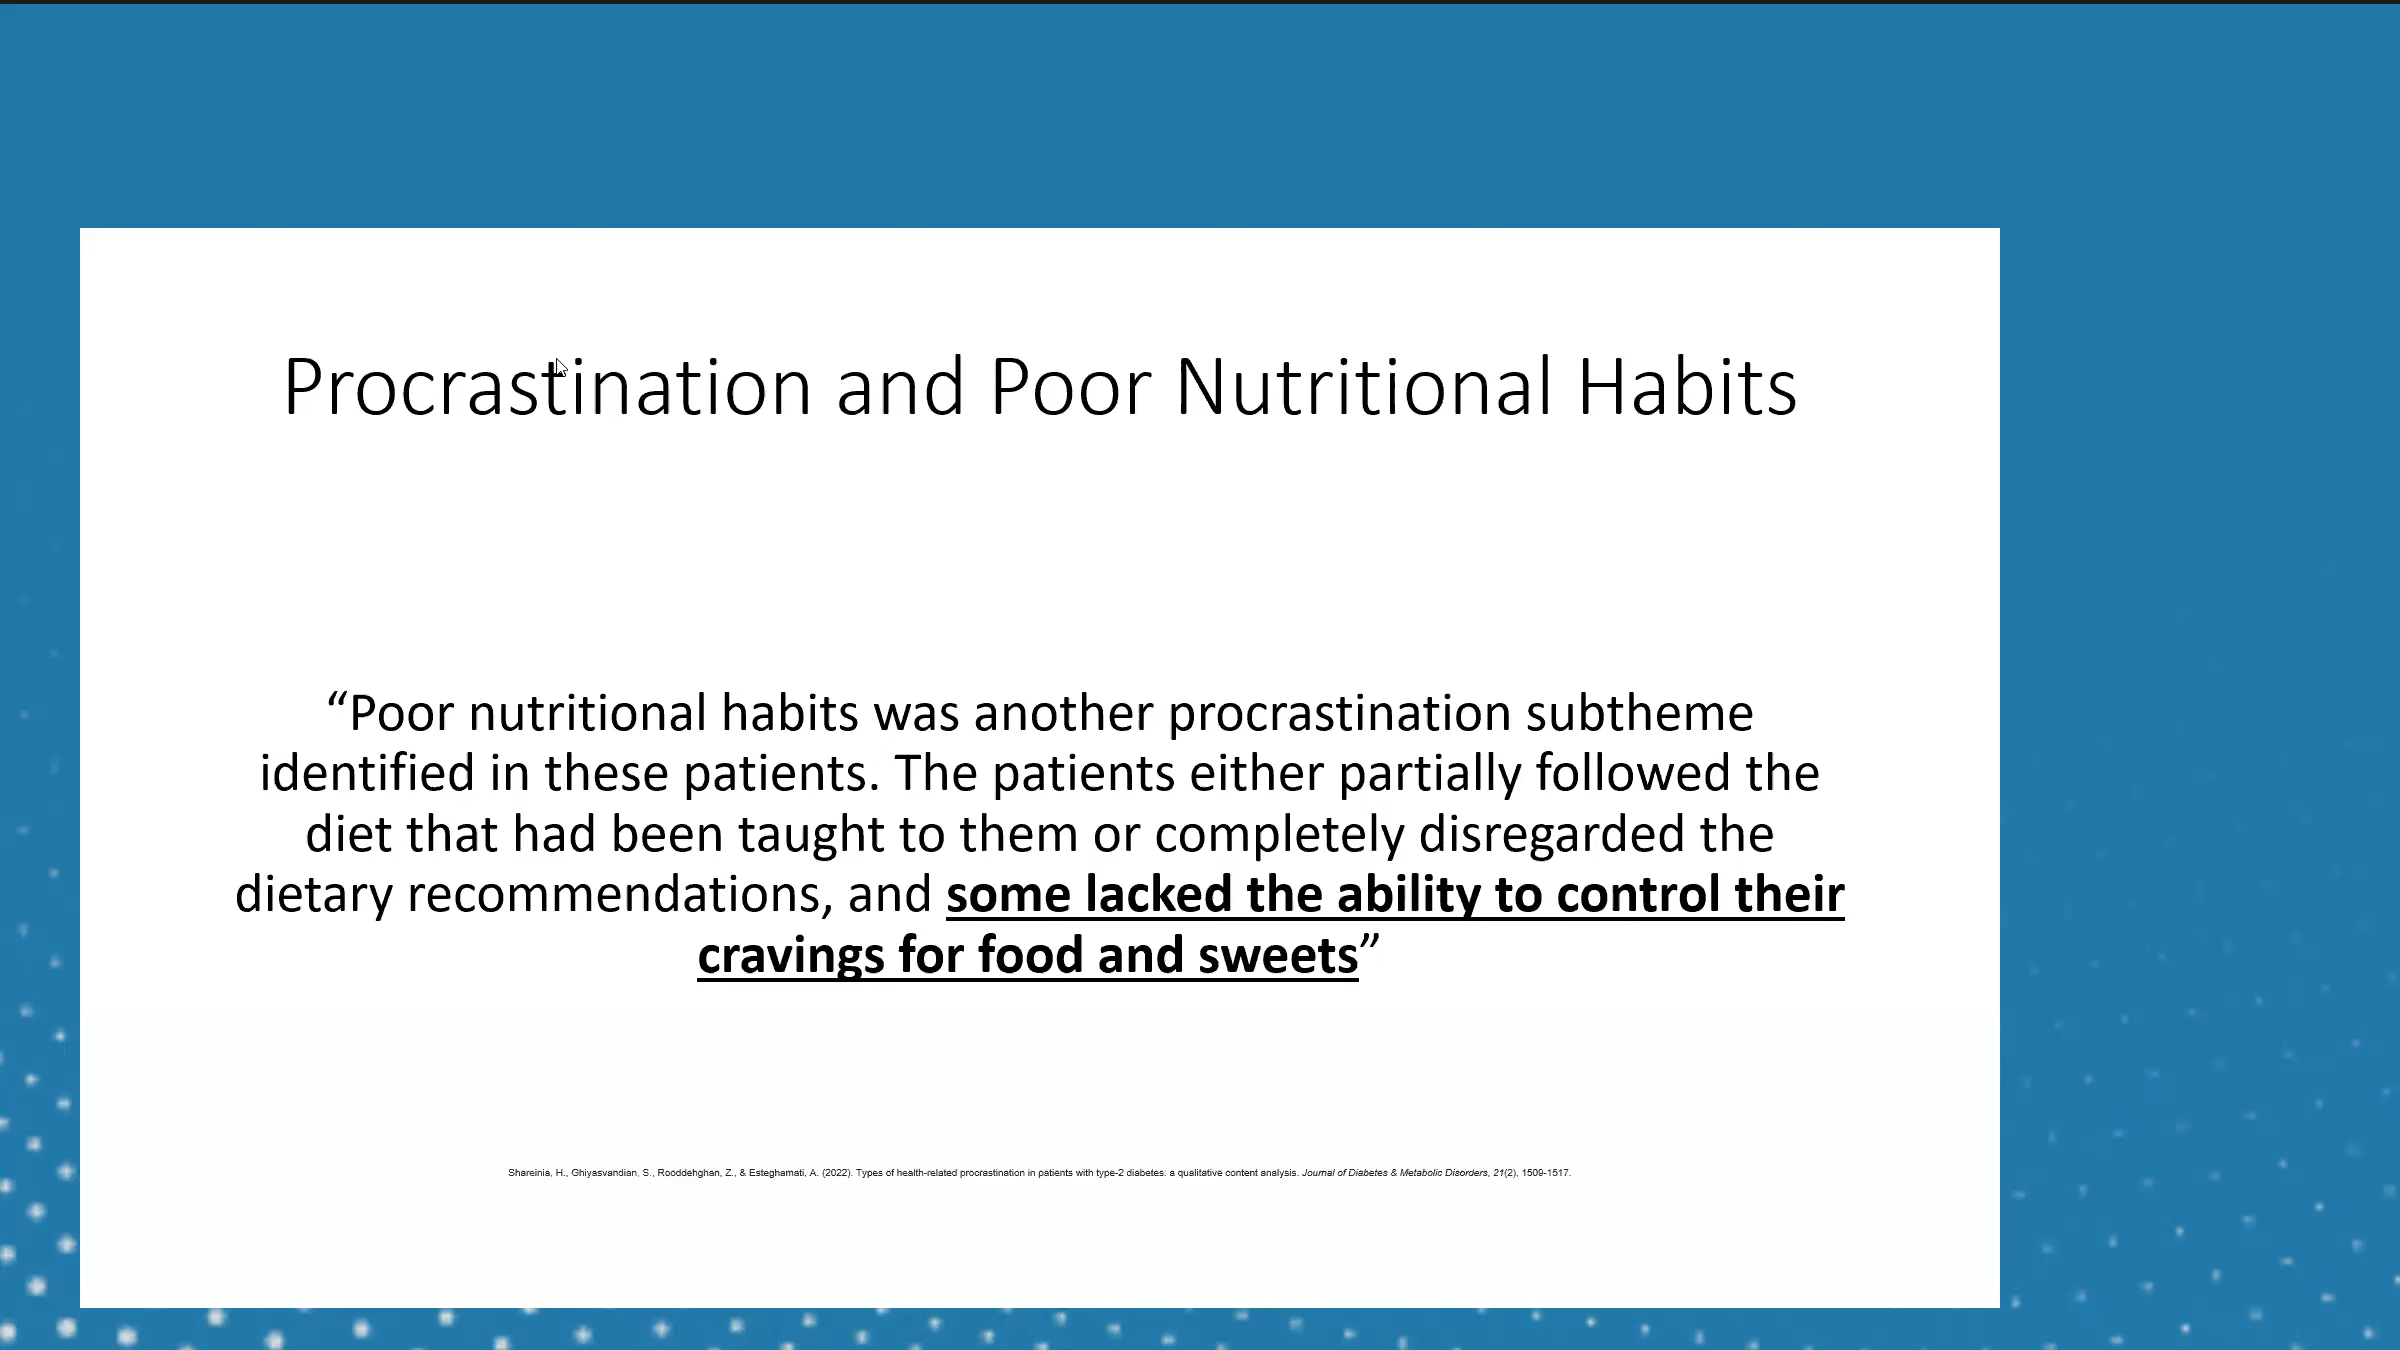 Procrastination and Poor Nutritional Habits
“Poor nutritional habits was another procrastination subtheme
identified in these patients. The patients either partially followed the
diet that had been taught to them or completely disregarded the
dietary recommendations, and some lacked the ability to control their
cravings for food and sweets”
Shareinia, H., Ghiyasvandian, S., Rooddehghan, Z., & Esteghamati, A. (2022). Types of health-related procrastination in patients with type-2 diabetes: a qualitative content analysis. Journal of Diabetes & Metabolic Disorders, 21(2), 1509-1517.